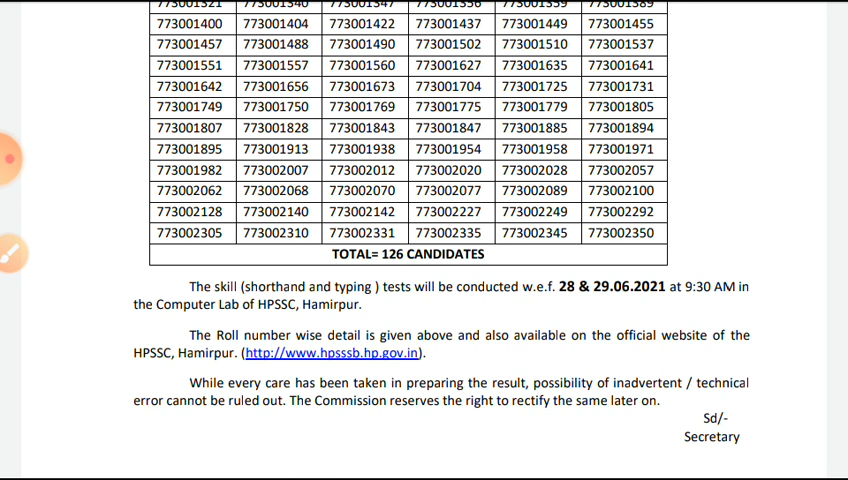 773001321 773001340 773001347 773001356 773001359 773001389
773001400 773001404 773001422 773001437 773001449 773001455
773001457 773001488 773001490 773001502 773001510 773001537
773001551 773001557 773001560 773001627 773001635 773001641
773001642 773001656 773001673 773001704 773001725 773001731
773001749 773001750 773001769 773001775 773001779 773001805
773001807 773001828 773001843 773001847 773001885 773001894
773001895 773001913 773001938 773001954 773001958 773001971
773001982 773002007 773002012 773002020 773002028 773002057
773002062 773002068 773002070 773002077 773002089 773002100
773002128 773002140 773002142 773002227 773002249 773002292
773002305 773002310 773002331 773002335 773002345 773002350
TOTAL= 126 CANDIDATES
The skill (shorthand and typing ) tests will be conducted w.e.f. 28 & 29.06.2021 at 9:30 AM in
the Computer Lab of HPSSC, Hamirpur.
The Roll number wise detail is given above and also available on the official website of the
HPSSC, Hamirpur. (http://www.hpsssb.hp.gov.in).
While every care has been taken in preparing the result, possibility of inadvertent / technical
error cannot be ruled out. The Commission reserves the right to rectify the same later on.
Sd/-
Secretary